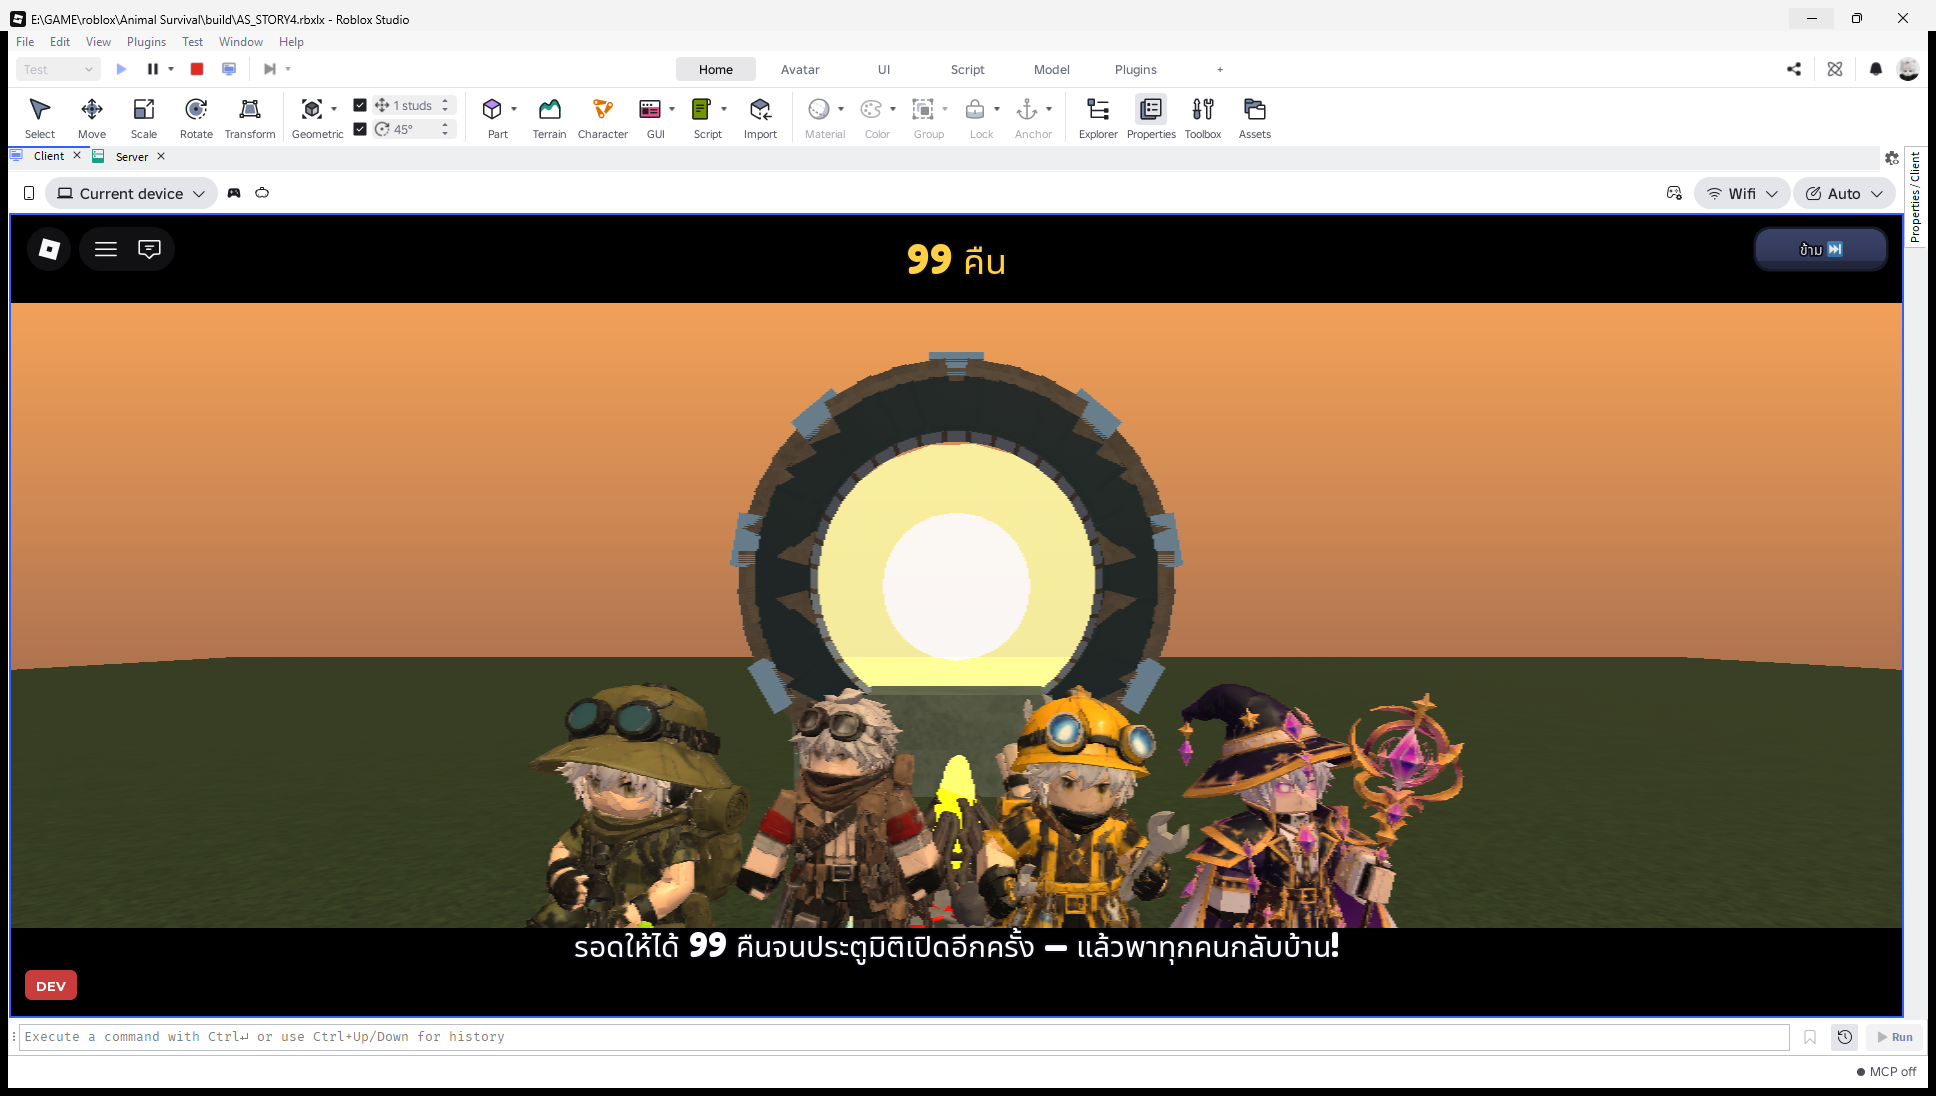 E:\GAME\roblox\Animal Survival\build\AS_STORY4.rbxlx - Roblox Studio
File Edit View Plugins Test Window Help
Test Home Avatar UI Script Model Plugins +
1 studs
45°
Select Move Scale Rotate Transform Geometric Part Terrain Character GUI Script Import Material Color Group Lock Anchor Explorer Properties Toolbox Assets
Client Server
Properties / Client
Current device Wifi Auto
99 คืน
ข้าม
รอดให้ได้ 99 คืนจนประตูมิติเปิดอีกครั้ง — แล้วพาทุกคนกลับบ้าน!
DEV
Execute a command with Ctrl↵ or use Ctrl+Up/Down for history
Run
MCP off